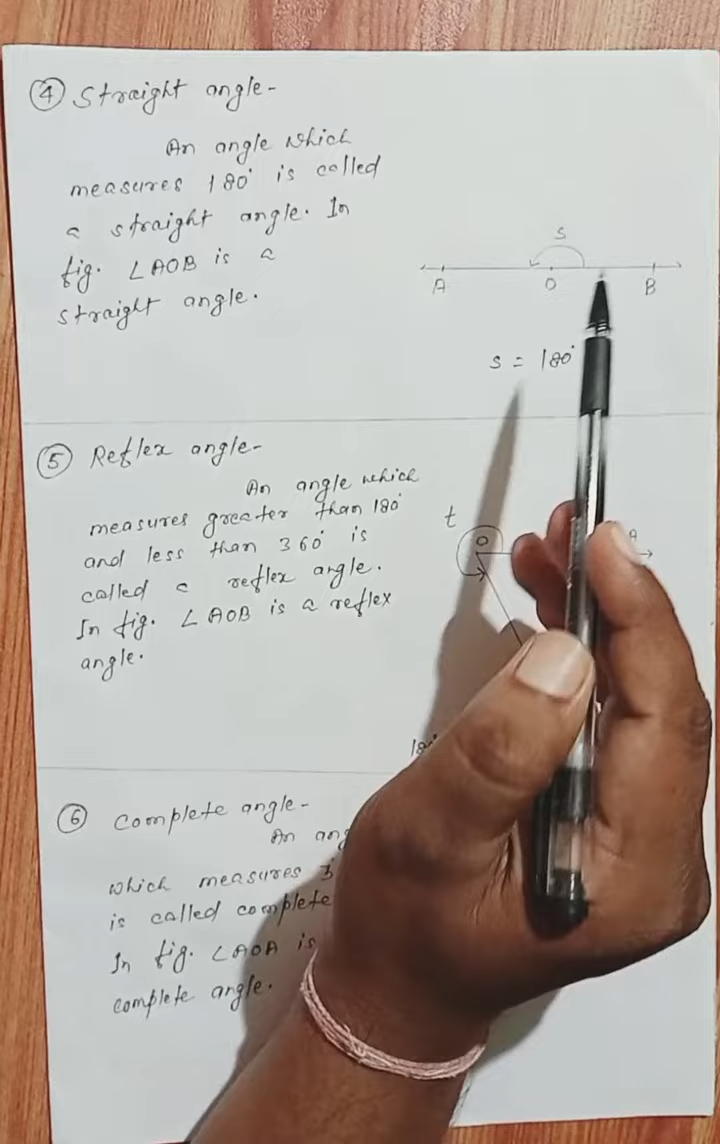 ④ Straight angle-
An angle which
measures 180° is called
a straight angle. In
fig. ∠AOB is a
straight angle.
S
A O B
S = 180°
⑤ Reflex angle-
An angle which
measures greater than 180°
and less than 360° is
called a reflex angle.
In fig. ∠AOB is a reflex
angle.
t
O A
⑥ Complete angle-
An
which measures
is called complete
In fig. ∠AOA is
complete angle.